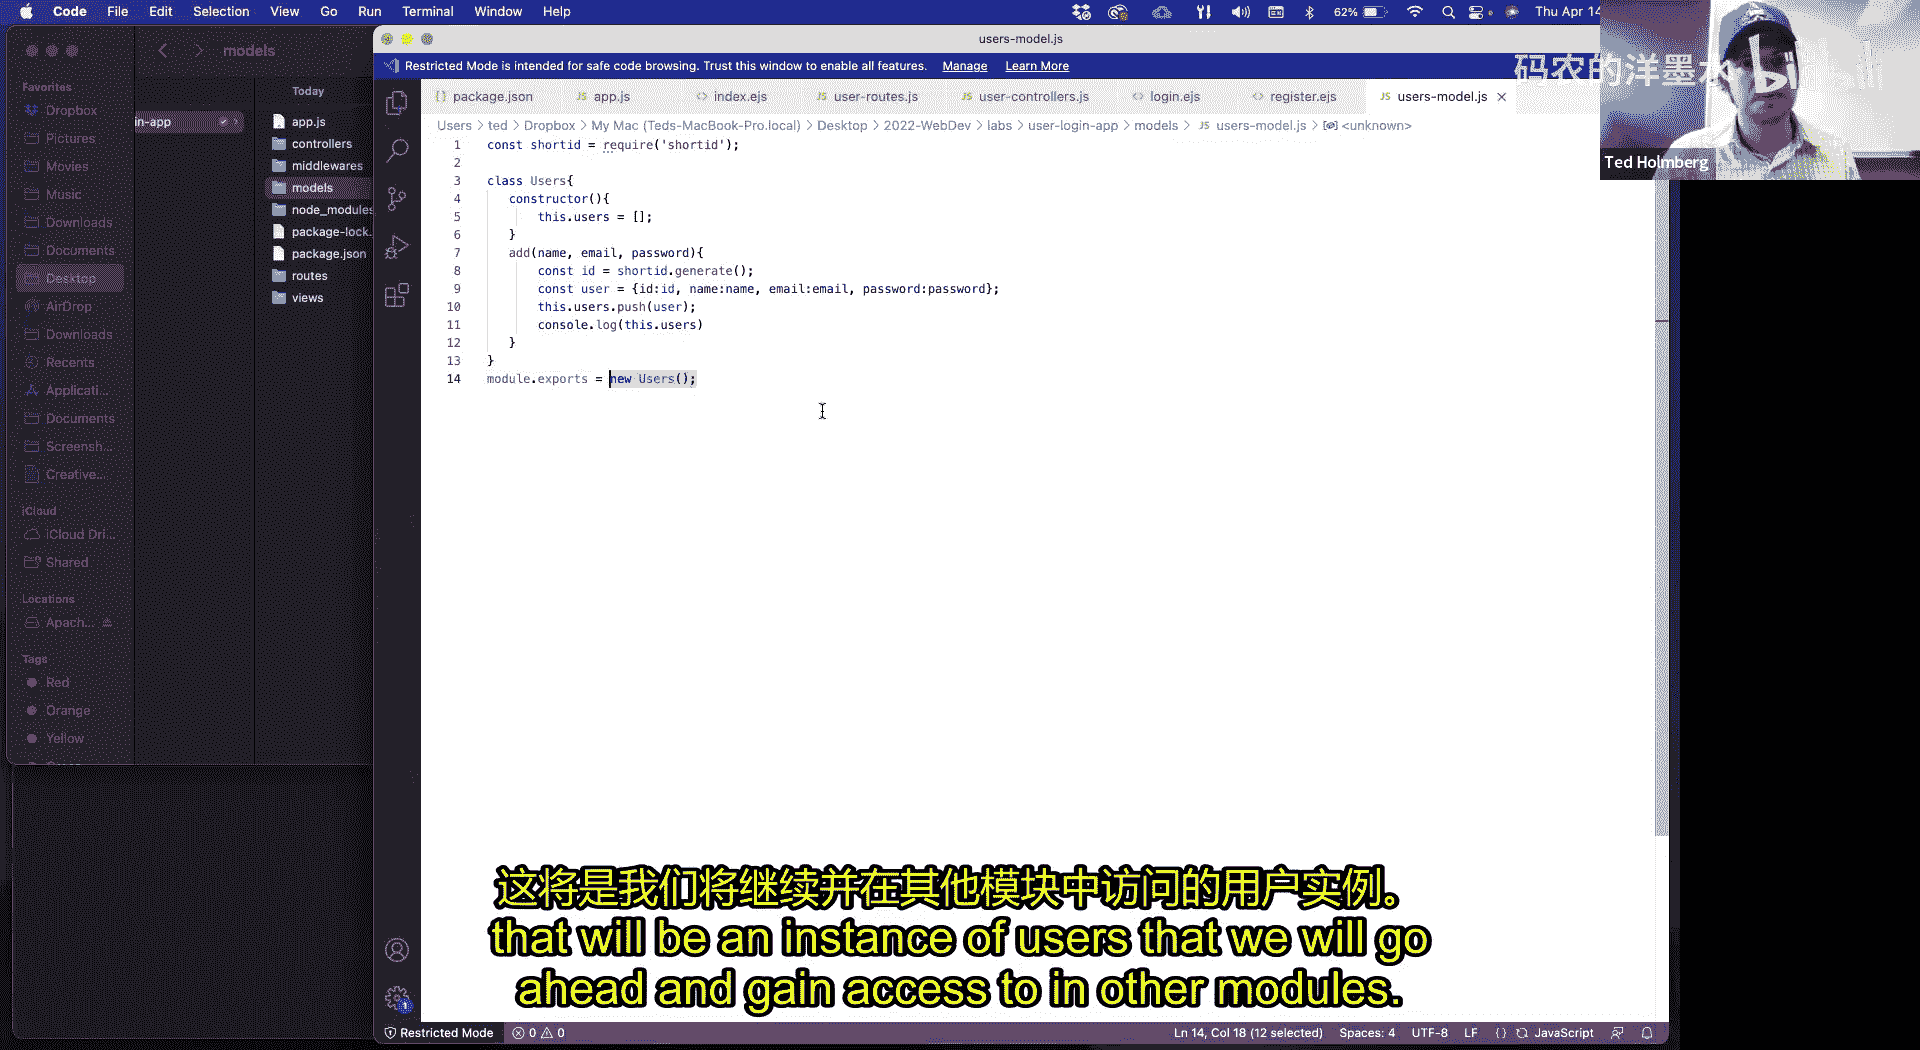 Code File Edit Selection View Go Run Terminal Window Help
62%
Thu Apr 14
models
users-model.js
Restricted Mode is intended for safe code browsing. Trust this window to enable all features. Manage Learn More
码农的洋墨水
bilibili
Ted Holmberg
Favorites
Dropbox
Pictures
Movies
Music
Downloads
Documents
Desktop
AirDrop
Downloads
Recents
Applicati...
Documents
Screensh...
Creative...
iCloud
iCloud Dri...
Shared
Locations
Apach...
Tags
Red
Orange
Yellow
in-app
Today
app.js
controllers
middlewares
models
node_modules
package-lock.
package.json
routes
views
package.json app.js index.ejs user-routes.js user-controllers.js login.ejs register.ejs users-model.js
Users > ted > Dropbox > My Mac (Teds-MacBook-Pro.local) > Desktop > 2022-WebDev > labs > user-login-app > models > JS users-model.js > <unknown>
1 const shortid = require('shortid');
2
3 class Users{
4 constructor(){
5 this.users = [];
6 }
7 add(name, email, password){
8 const id = shortid.generate();
9 const user = {id:id, name:name, email:email, password:password};
10 this.users.push(user);
11 console.log(this.users)
12 }
13 }
14 module.exports = new Users();
这将是我们将继续并在其他模块中访问的用户实例。
that will be an instance of users that we will go
ahead and gain access to in other modules.
Restricted Mode 0 0
Ln 14, Col 18 (12 selected) Spaces: 4 UTF-8 LF {} JavaScript